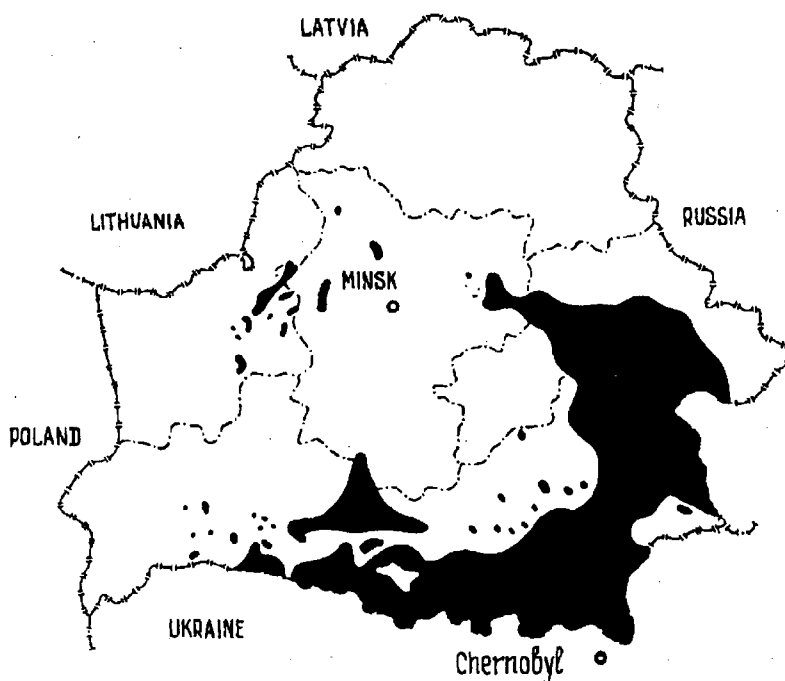 LATVIA
LITHUANIA
RUSSIA
MINSK
POLAND
UKRAINE
Chernobyl